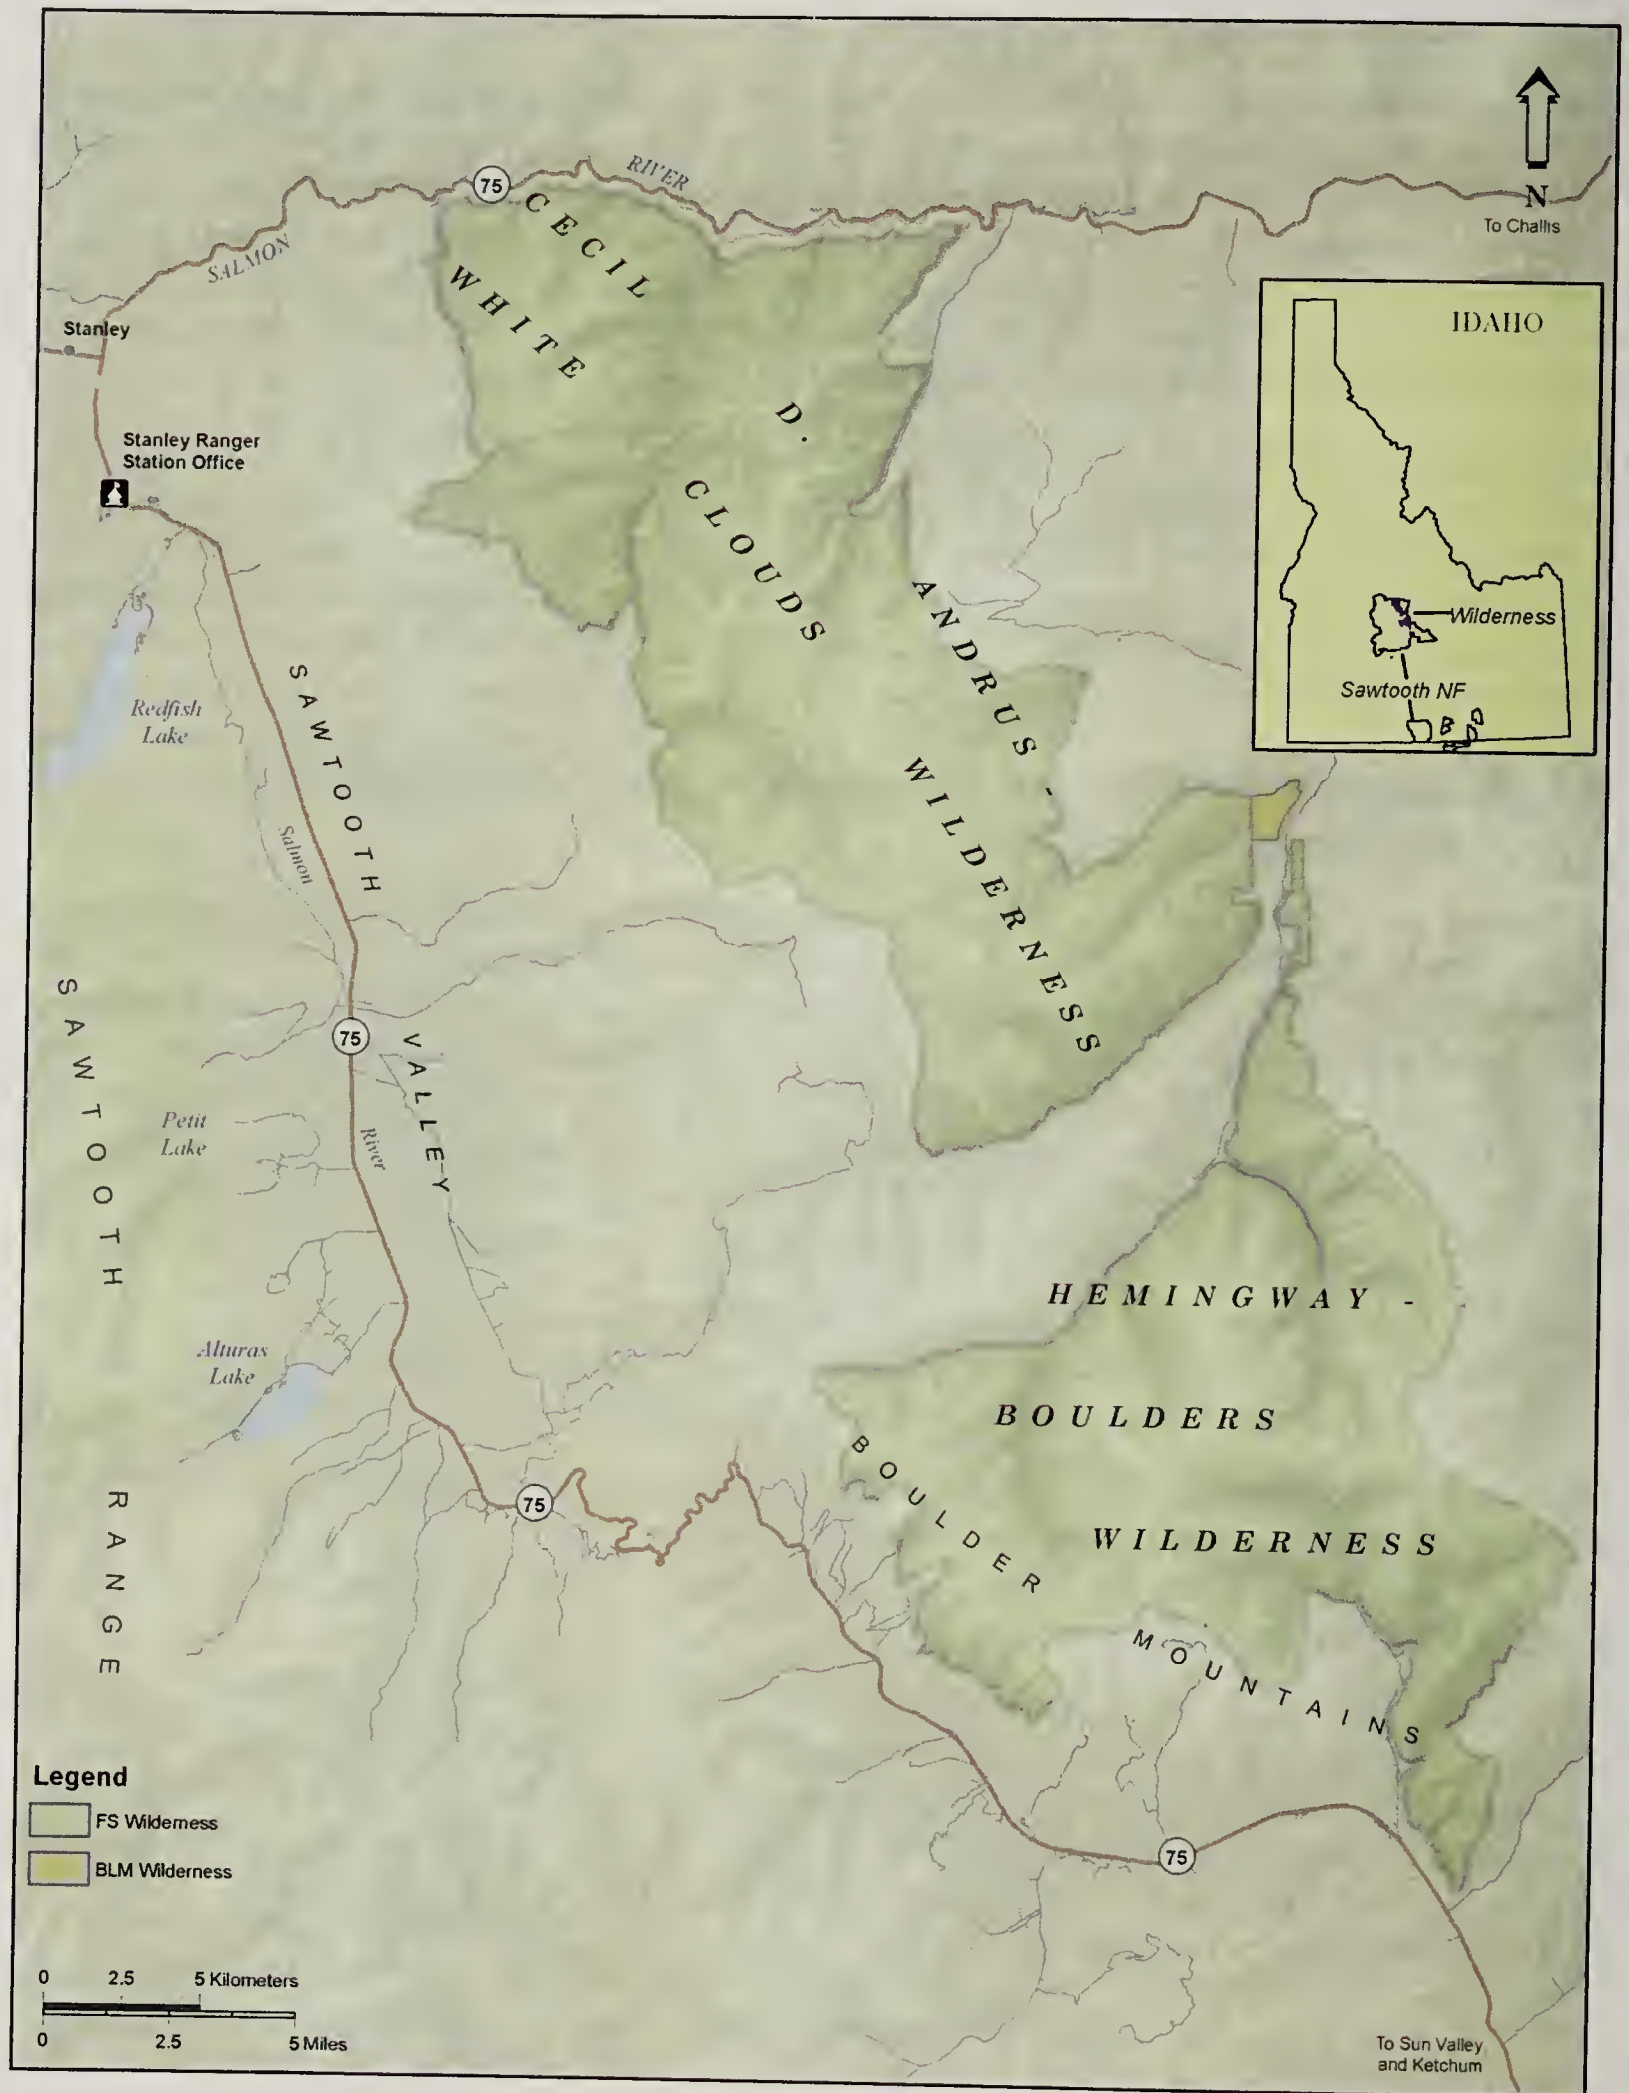 N
To Challis
75
RIVER
SALMON
CECIL D. ANDRUS -
WHITE CLOUDS WILDERNESS
Stanley
Stanley Ranger
Station Office
IDAHO
Wilderness
Sawtooth NF
Redfish
Lake
SAWTOOTH VALLEY
Salmon River
75
SAWTOOTH RANGE
Petit
Lake
Alturas
Lake
75
HEMINGWAY -
BOULDERS
WILDERNESS
BOULDER MOUNTAINS
75
Legend
FS Wilderness
BLM Wilderness
0 2.5 5 Kilometers
0 2.5 5 Miles
To Sun Valley
and Ketchum